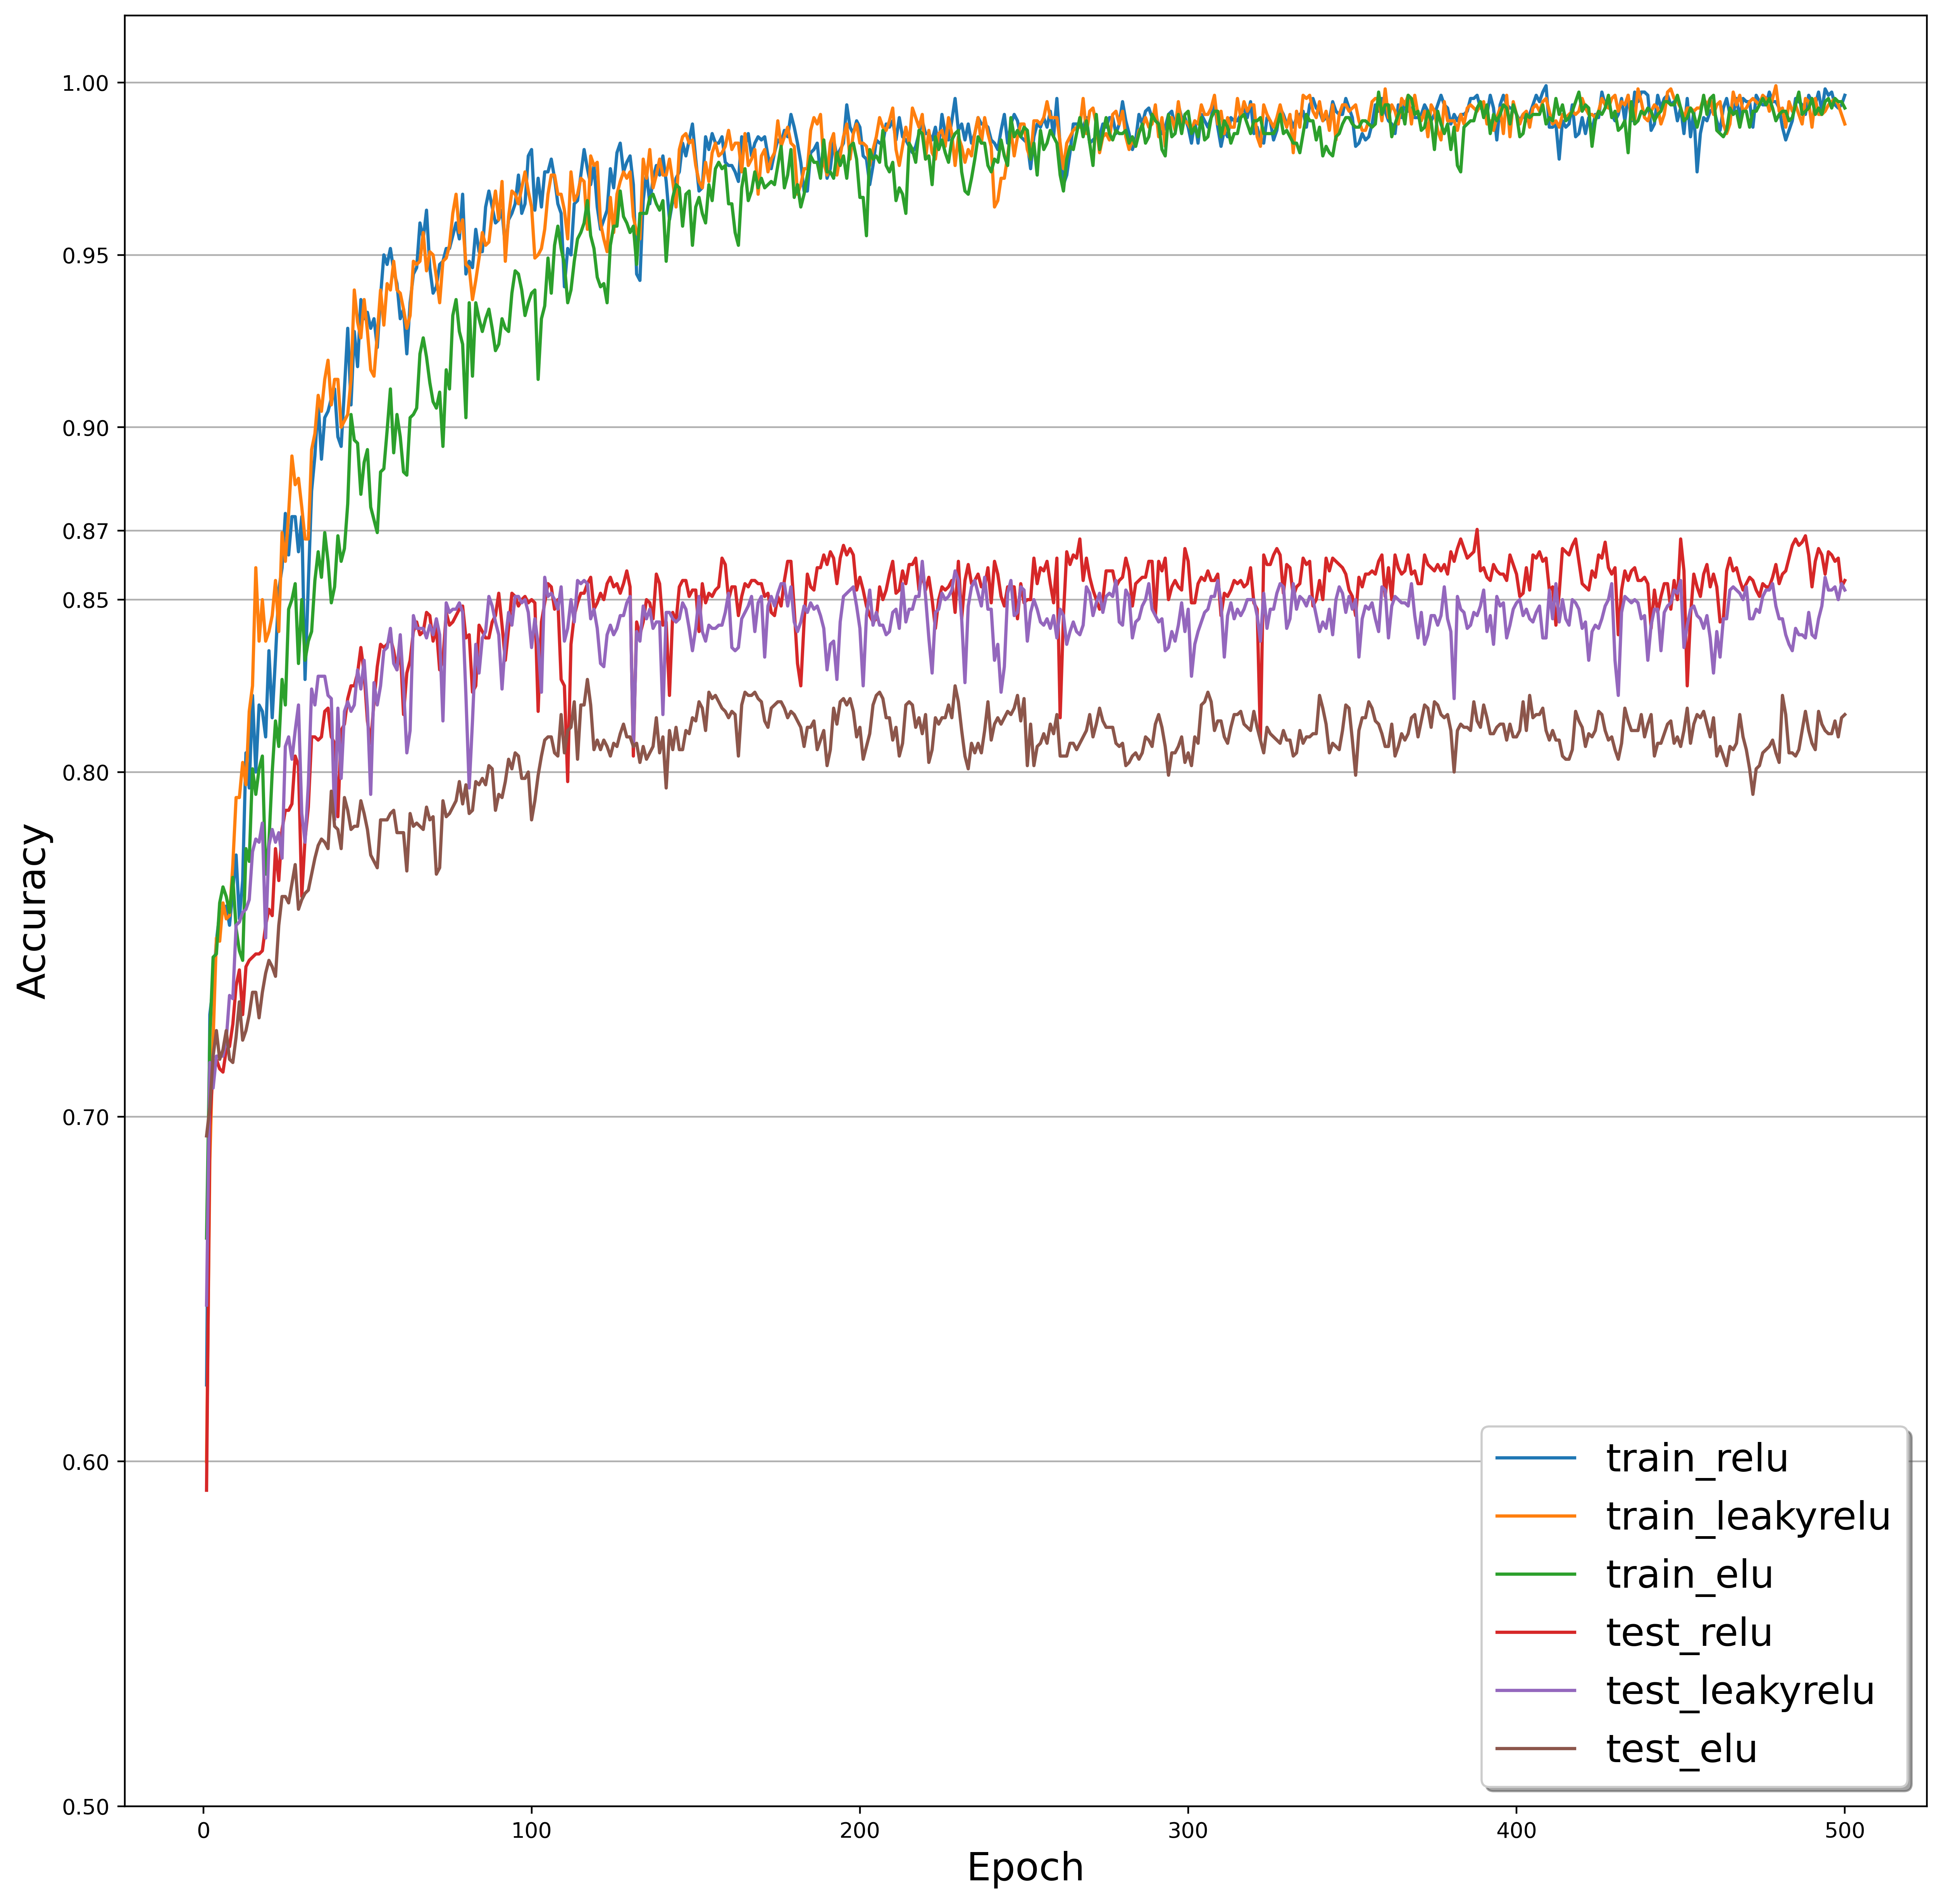 1.00
0.95
0.90
0.87
0.85
0.80
0.70
0.60
0.50
Accuracy
0
100
200
300
400
500
Epoch
train_relu
train_leakyrelu
train_elu
test_relu
test_leakyrelu
test_elu